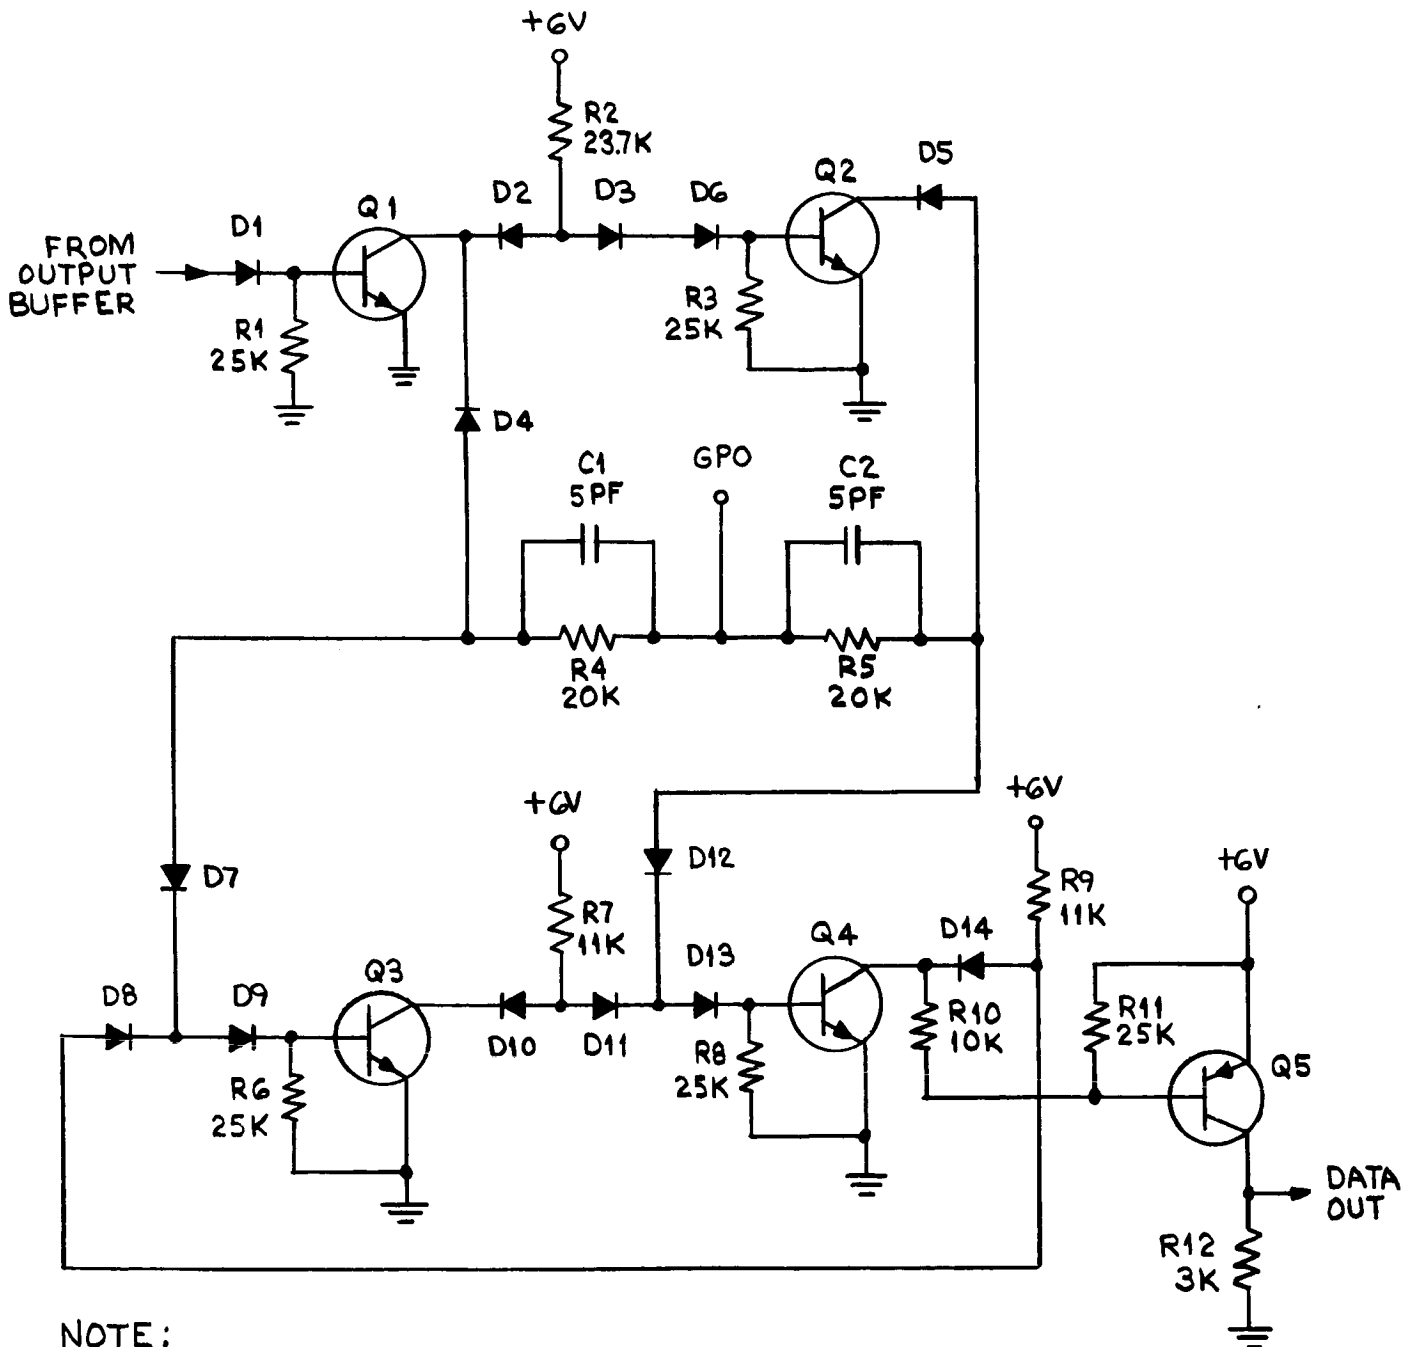 +6V
R2
23.7K
D5
Q2
D2
D3
D6
Q1
D1
FROM
OUTPUT
BUFFER
R3
25K
R1
25K
D4
GPO
C1
5PF
C2
5PF
R4
20K
R5
20K
+6V
+6V
+6V
D12
D7
R9
11K
R7
11K
Q4
D14
D13
Q3
D8
D9
R11
25K
R10
10K
D10
D11
R8
25K
Q5
R6
25K
DATA
OUT
R12
3K
NOTE: